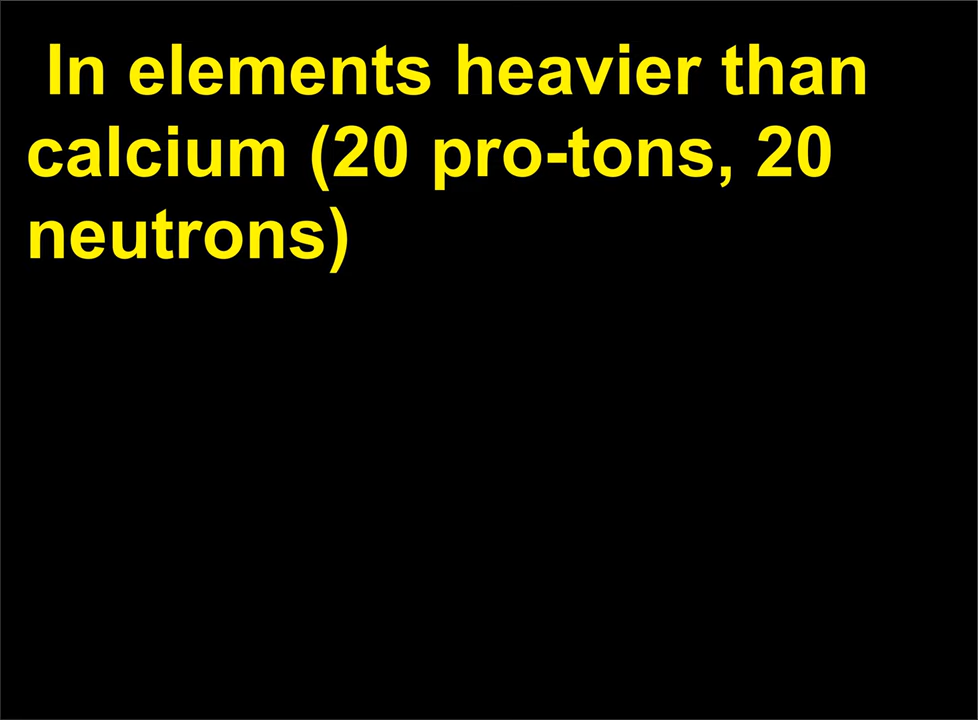 In elements heavier than
calcium (20 pro-tons, 20
neutrons)